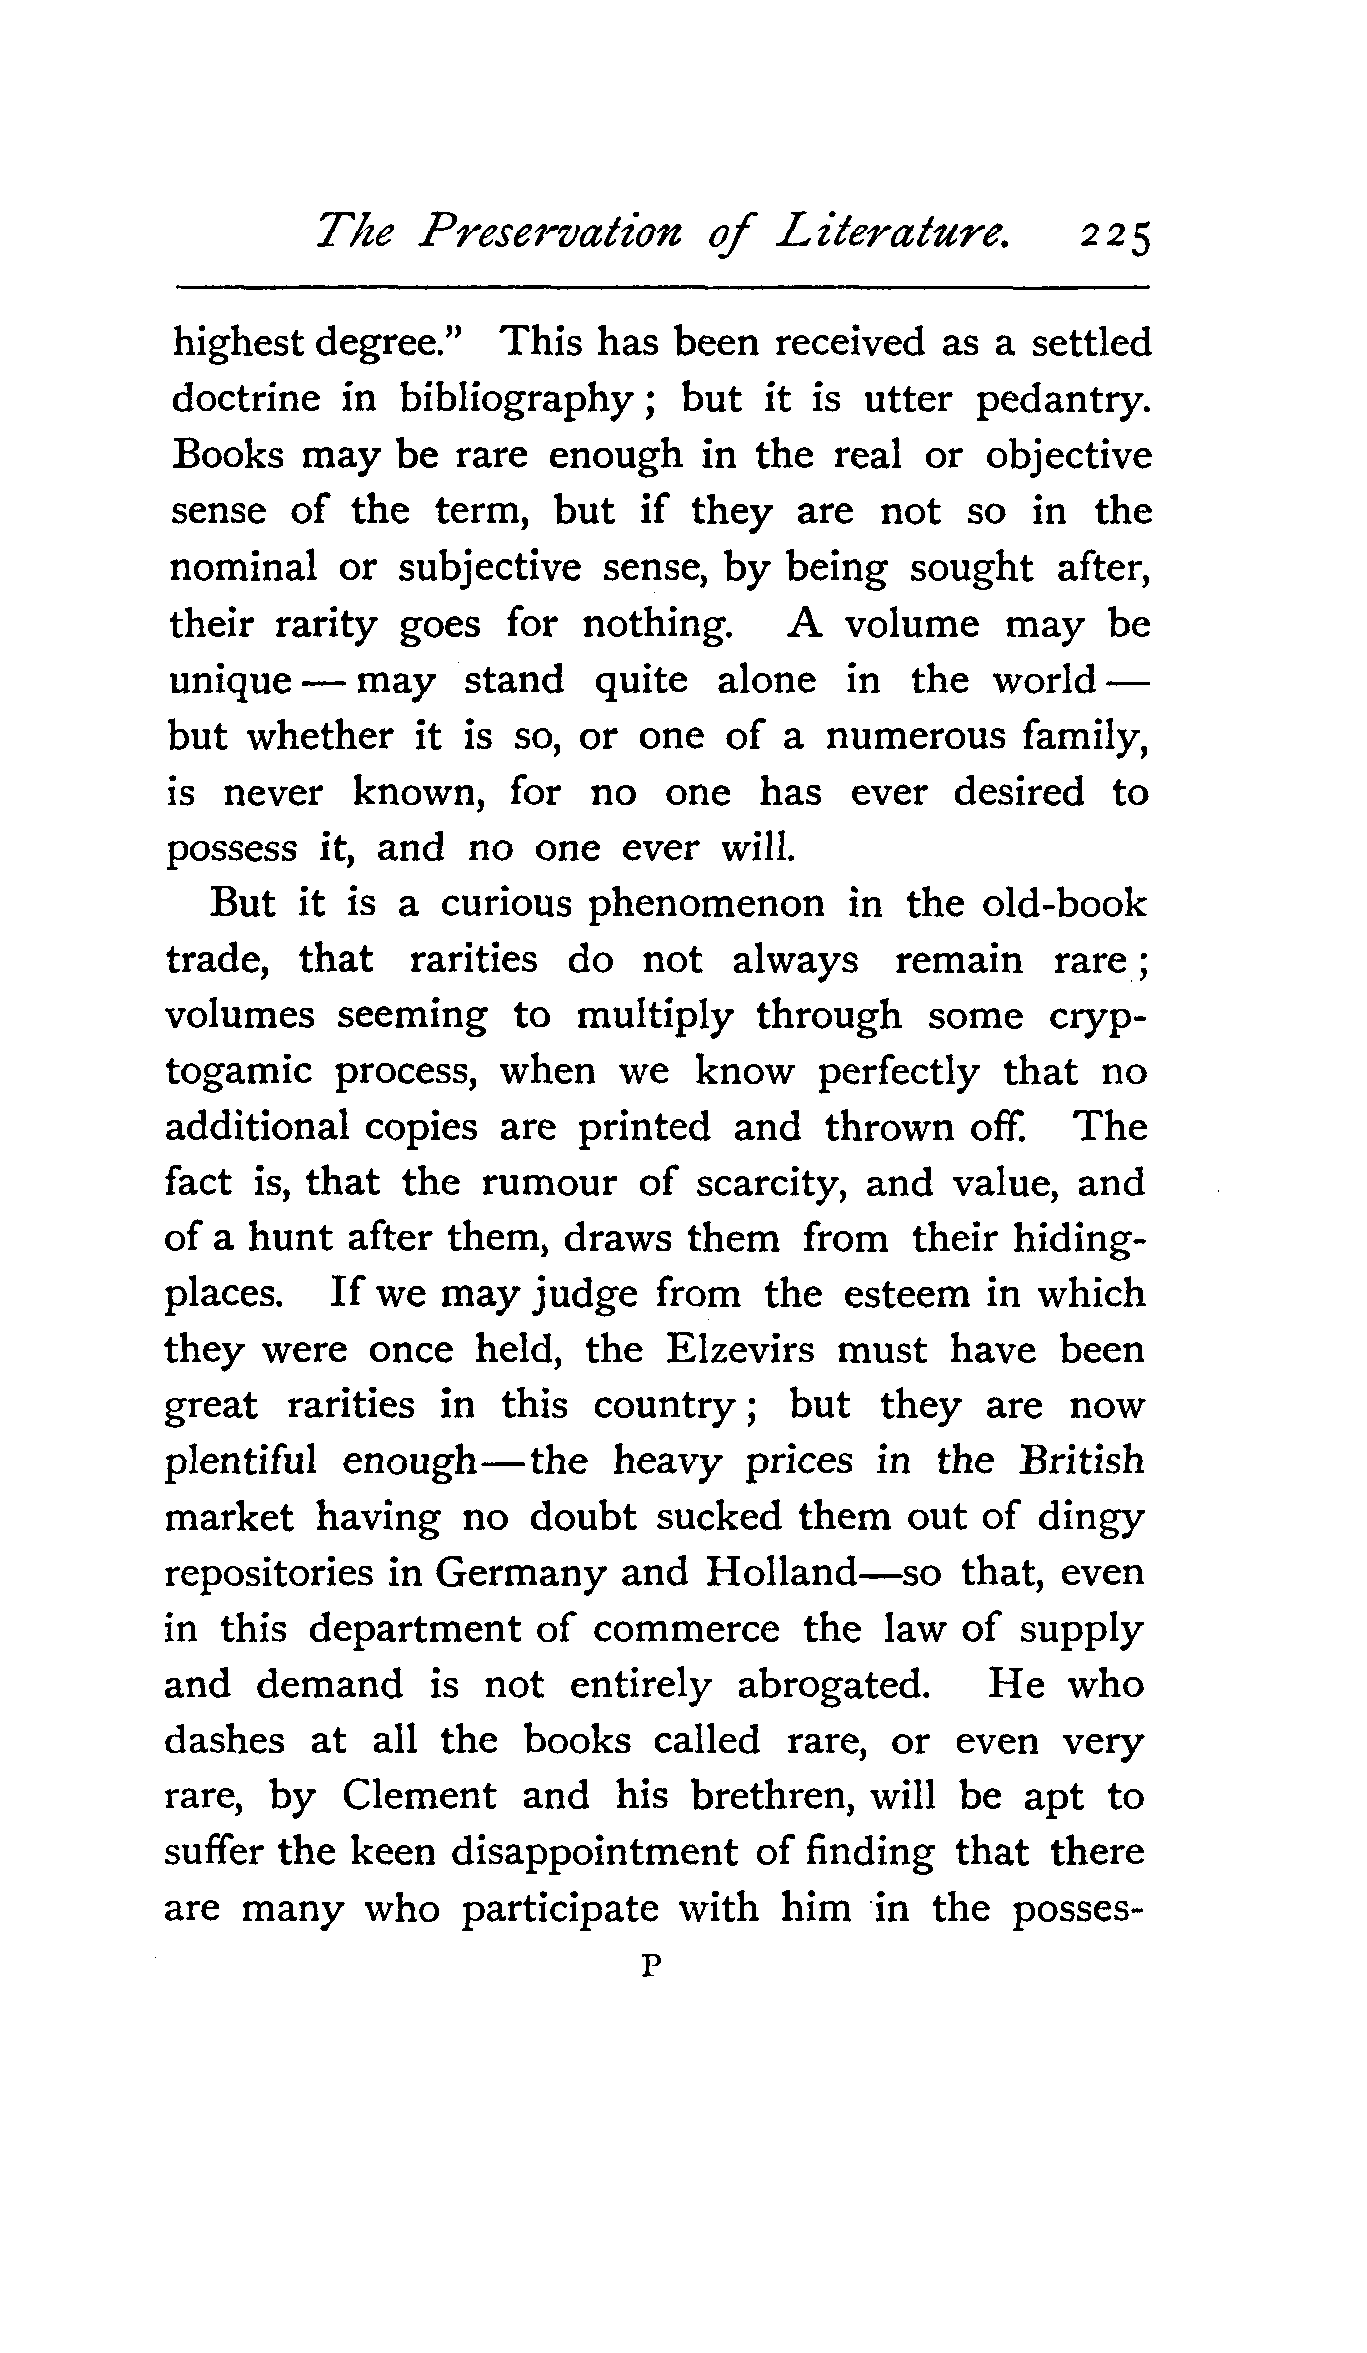 The Preservation of Literature. 225
highest degree." This has been received as a settled
doctrine in bibliography ; but it is utter pedantry.
Books may be rare enough in the real or objective
sense of the term, but if they are not so in the
nominal or subjective sense, by being sought after,
their rarity goes for nothing. A volume may be
unique — may stand quite alone in the world —
but whether it is so, or one of a numerous family,
is never known, for no one has ever desired to
possess it, and no one ever will.
But it is a curious phenomenon in the old-book
trade, that rarities do not always remain rare ;
volumes seeming to multiply through some cryp-
togamic process, when we know perfectly that no
additional copies are printed and thrown off. The
fact is, that the rumour of scarcity, and value, and
of a hunt after them, draws them from their hiding-
places. If we may judge from the esteem in which
they were once held, the Elzevirs must have been
great rarities in this country ; but they are now
plentiful enough—the heavy prices in the British
market having no doubt sucked them out of dingy
repositories in Germany and Holland—so that, even
in this department of commerce the law of supply
and demand is not entirely abrogated. He who
dashes at all the books called rare, or even very
rare, by Clement and his brethren, will be apt to
suffer the keen disappointment of finding that there
are many who participate with him in the posses-
P